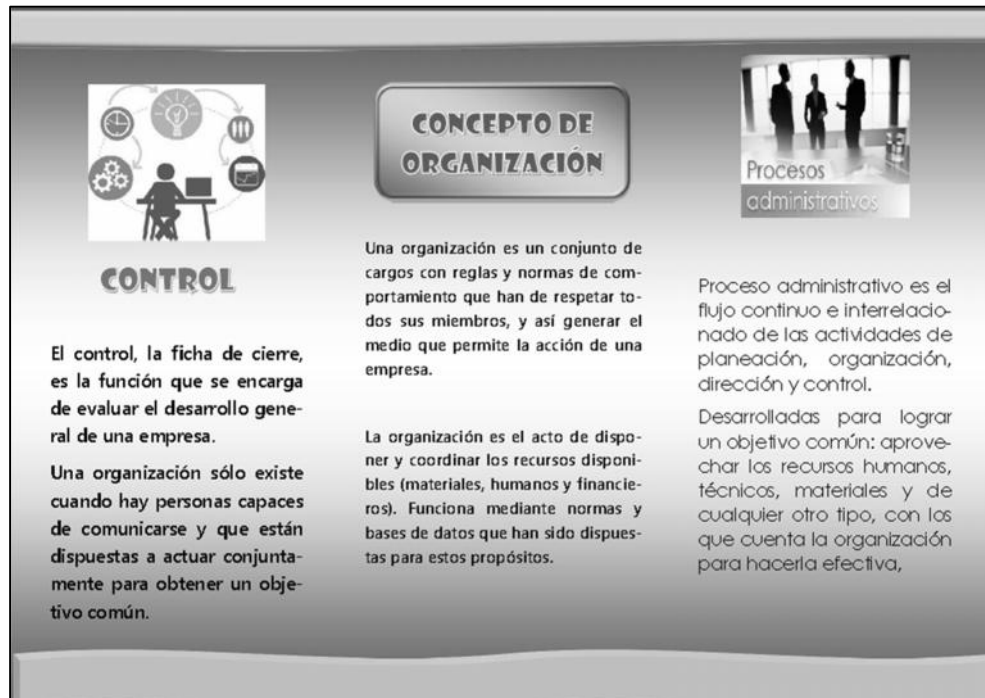 CONTROL
El control, la ficha de cierre,
es la función que se encarga
de evaluar el desarrollo gene-
ral de una empresa.
Una organización sólo existe
cuando hay personas capaces
de comunicarse y que están
dispuestas a actuar conjunta-
mente para obtener un obje-
tivo común.
CONCEPTO DE
ORGANIZACIÓN
Una organización es un conjunto de
cargos con reglas y normas de com-
portamiento que han de respetar to-
dos sus miembros, y así generar el
medio que permite la acción de una
empresa.
La organización es el acto de dispo-
ner y coordinar los recursos disponi-
bles (materiales, humanos y financie-
ros). Funciona mediante normas y
bases de datos que han sido dispues-
tas para estos propósitos.
Procesos
administrativos
Proceso administrativo es el
flujo continuo e interrelacio-
nado de las actividades de
planeación, organización,
dirección y control.
Desarrolladas para lograr
un objetivo común: aprove-
char los recursos humanos,
técnicos, materiales y de
cualquier otro tipo, con los
que cuenta la organización
para hacerla efectiva,